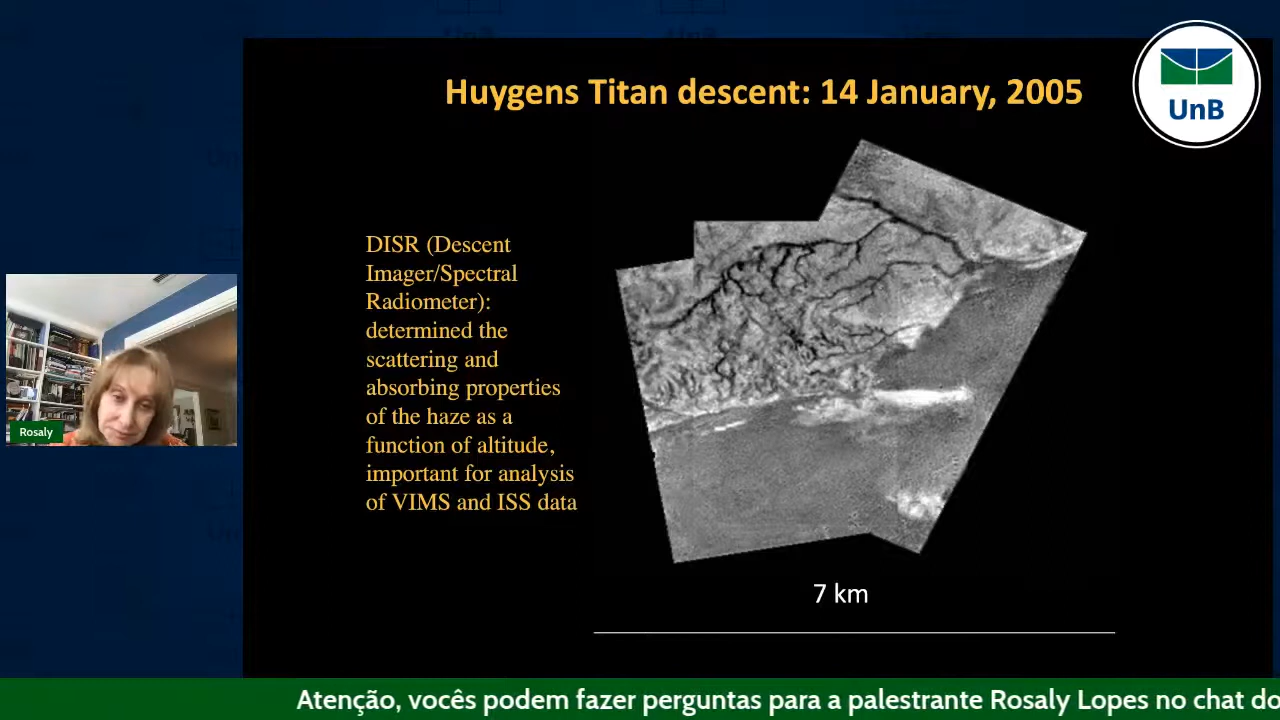 Huygens Titan descent: 14 January, 2005
UnB
DISR (Descent
Imager/Spectral
Radiometer):
determined the
scattering and
absorbing properties
of the haze as a
function of altitude,
important for analysis
of VIMS and ISS data
Rosaly
7 km
Atenção, vocês podem fazer perguntas para a palestrante Rosaly Lopes no chat do